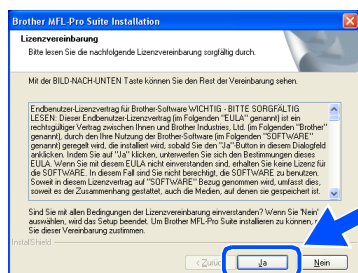 Brother MFL-Pro Suite Installation
Lizenzvereinbarung
Bitte lesen Sie die nachfolgende Lizenzvereinbarung sorgfältig durch.
Mit der BILD-NACH-UNTEN Taste können Sie den Rest der Vereinbarung sehen.
Endbenutzer-Lizenzvertrag für Brother-Software WICHTIG - BITTE SORGFÄLTIG
LESEN: Dieser Endbenutzer-Lizenzvertrag (im Folgenden "EULA" genannt) ist ein
rechtsgültiger Vertrag zwischen Ihnen und Brother Industries, Ltd. (im Folgenden "Brother"
genannt), durch den Ihre Nutzung der Brother-Software (im Folgenden "SOFTWARE"
genannt) geregelt wird, die installiert wird, sobald Sie den "Ja"-Button in diesem Dialogfeld
anklicken. Indem Sie auf "Ja" klicken, unterwerfen Sie sich den Bestimmungen dieses
EULA. Wenn Sie mit diesem EULA nicht einverstanden sind, erhalten Sie keine Lizenz für
die SOFTWARE. In diesem Fall sind Sie nicht berechtigt, die SOFTWARE zu benutzen.
Soweit in diesem Lizenzvertrag auf "SOFTWARE" Bezug genommen wird, umfasst dies,
soweit es der Zusammenhang gestattet, auch die Medien, auf denen sie gespeichert ist.
Sind Sie mit allen Bedingungen der Lizenzvereinbarung einverstanden? Wenn Sie 'Nein'
auswählen, wird das Setup beendet. Um Brother MFL-Pro Suite installieren zu können,
Sie dieser Vereinbarung zustimmen.
InstallShield
< Zurück Ja Nein